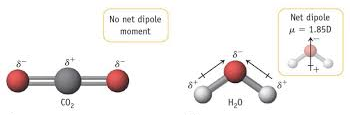 No net dipole
moment
Net dipole
μ = 1.85D
δ⁻
δ⁺
δ⁻
δ⁻
δ⁺
δ⁺
CO₂
H₂O